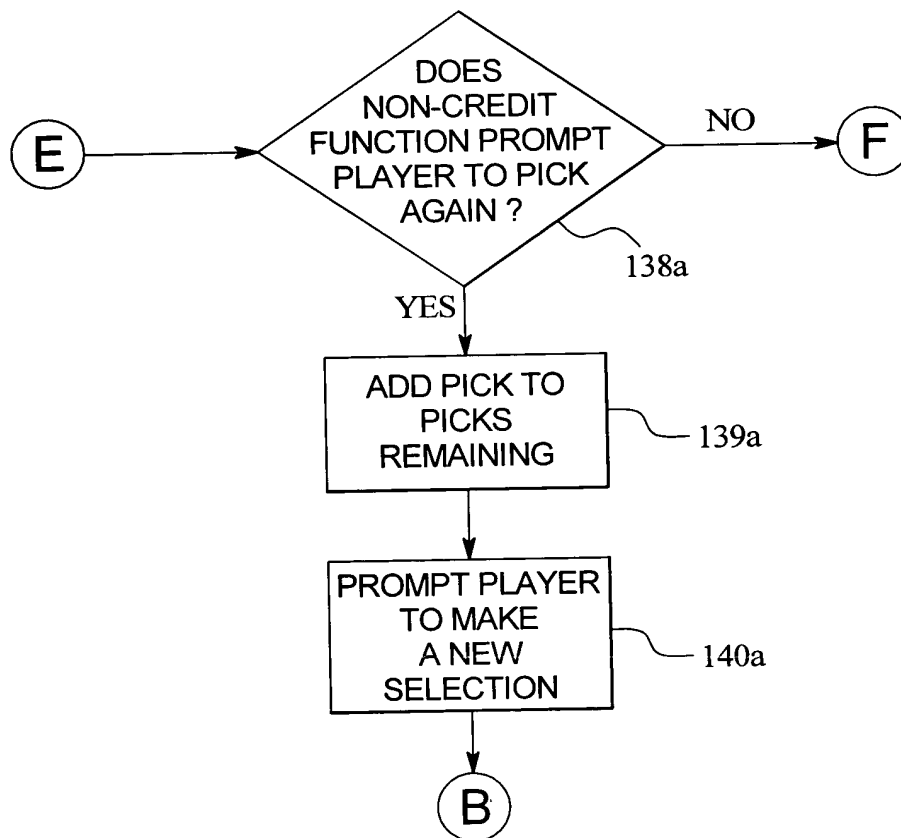 DOES
NON-CREDIT
FUNCTION PROMPT
PLAYER TO PICK
AGAIN ?
E
NO
F
138a
YES
ADD PICK TO
PICKS
REMAINING
139a
PROMPT PLAYER
TO MAKE
A NEW
SELECTION
140a
B